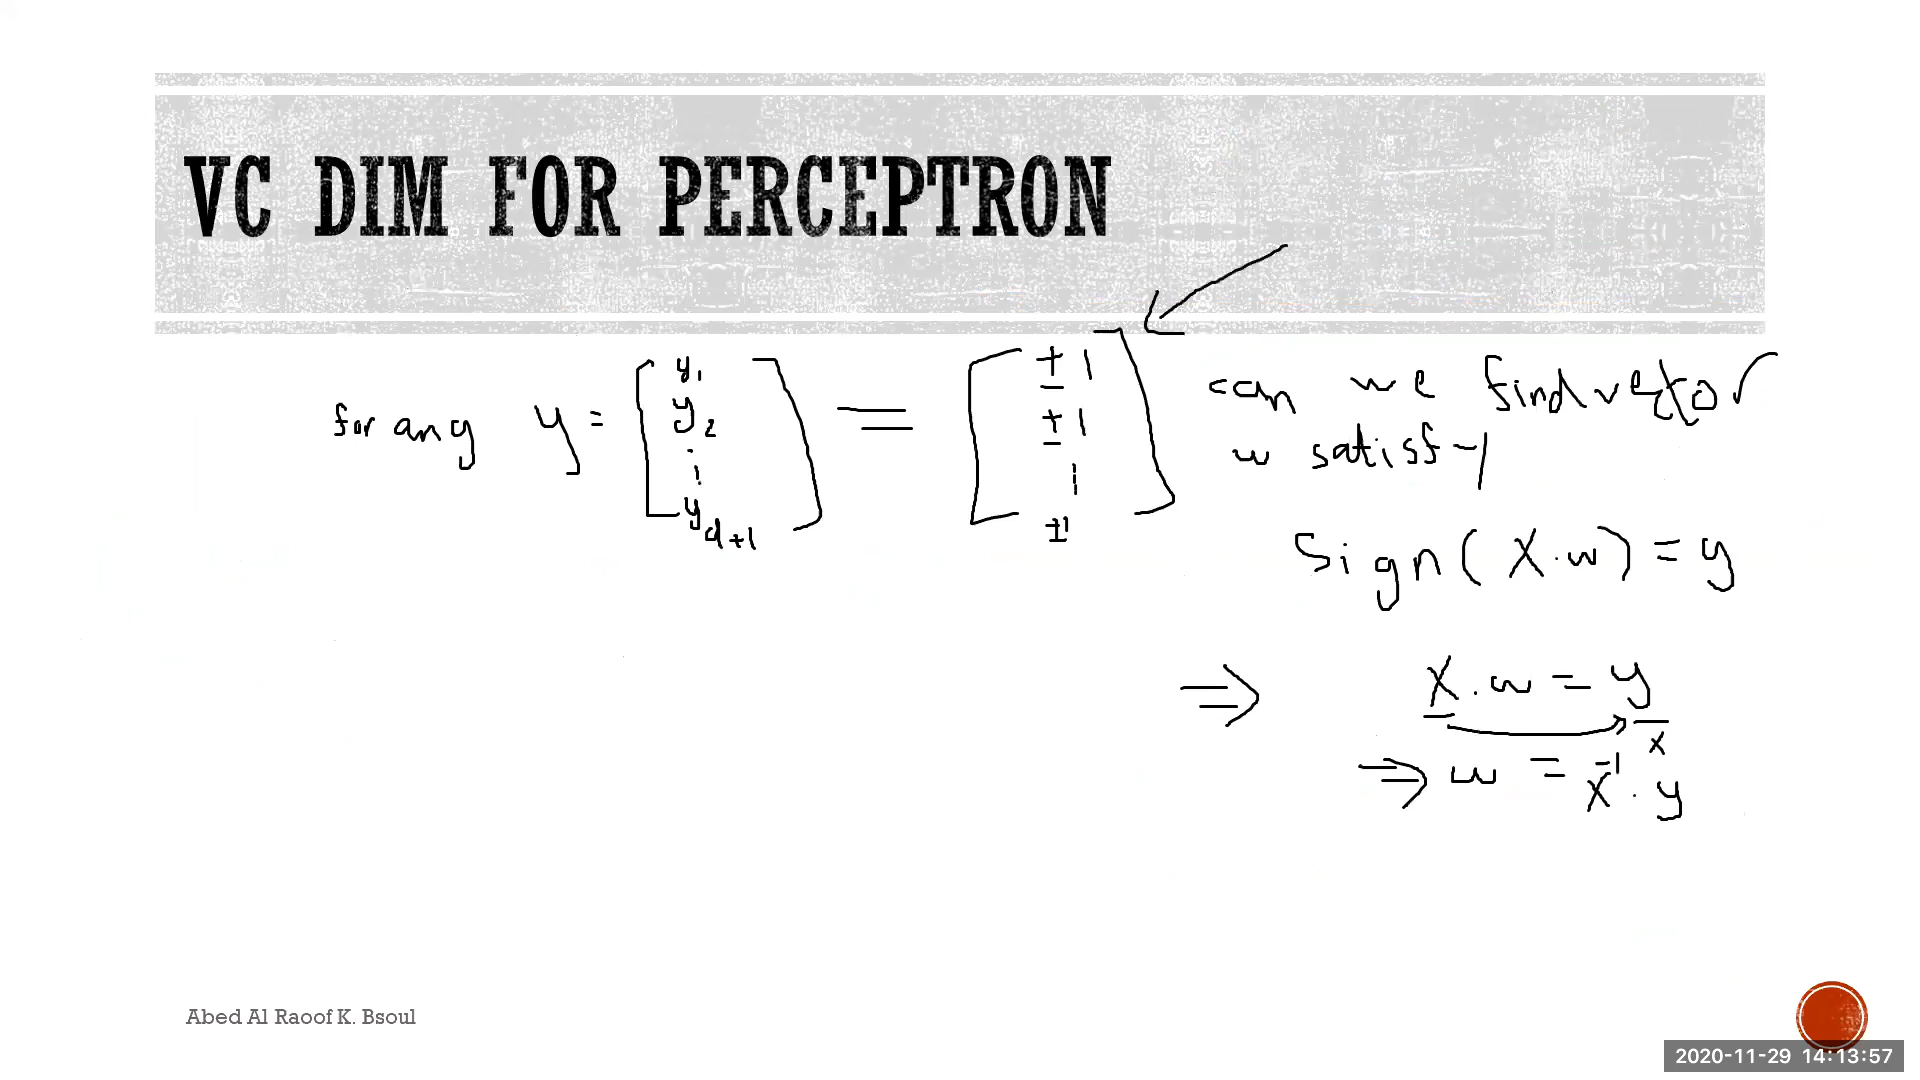 VC DIM FOR PERCEPTRON
for any y = [ y1 y2 ⋮ yd+1 ] = [ ±1 ±1 ⋮ ±1 ] can we find vector
w satisfy
Sign( X.w) = y
⇒ X.w = y
x
⇒ w = X⁻¹.y
Abed Al Raoof K. Bsoul
2020-11-29 14:13:57